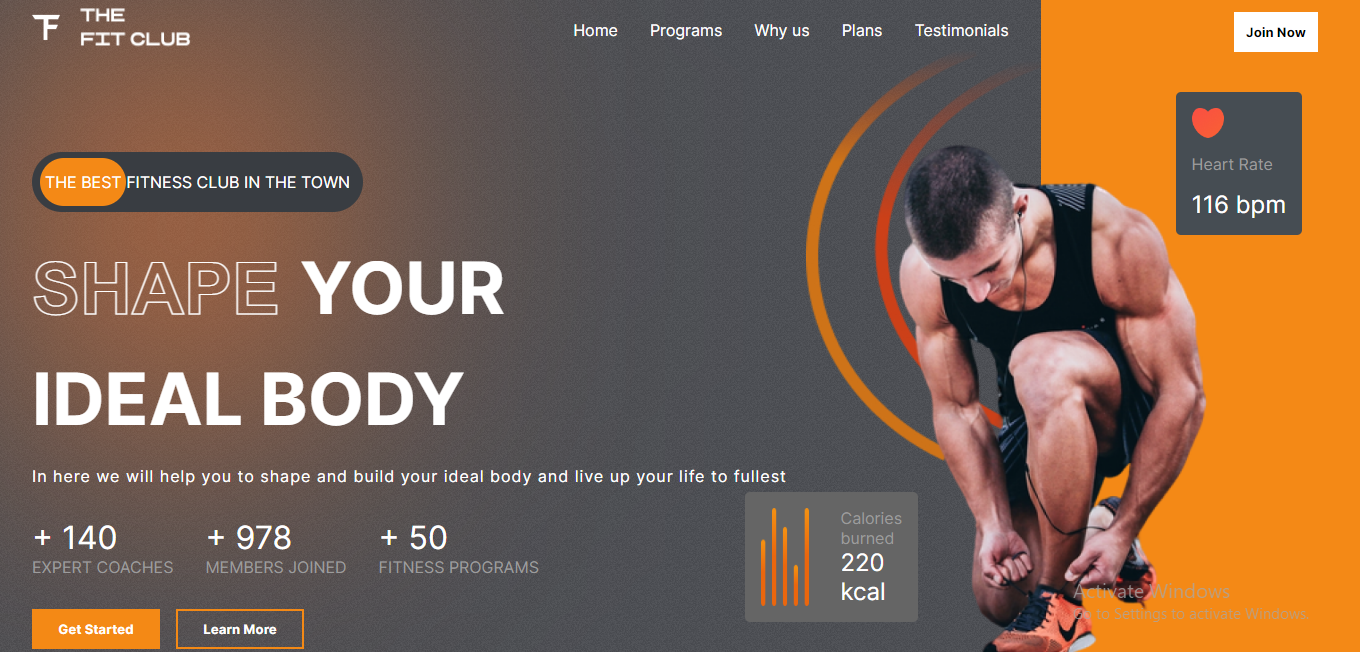 THE
FIT CLUB
Home Programs Why us Plans Testimonials
Join Now
Heart Rate
116 bpm
THE BEST FITNESS CLUB IN THE TOWN
SHAPE YOUR
IDEAL BODY
In here we will help you to shape and build your ideal body and live up your life to fullest
+ 140
EXPERT COACHES
+ 978
MEMBERS JOINED
+ 50
FITNESS PROGRAMS
Calories
burned
220
kcal
Get Started
Learn More
Activate Windows
Go to Settings to activate Windows.